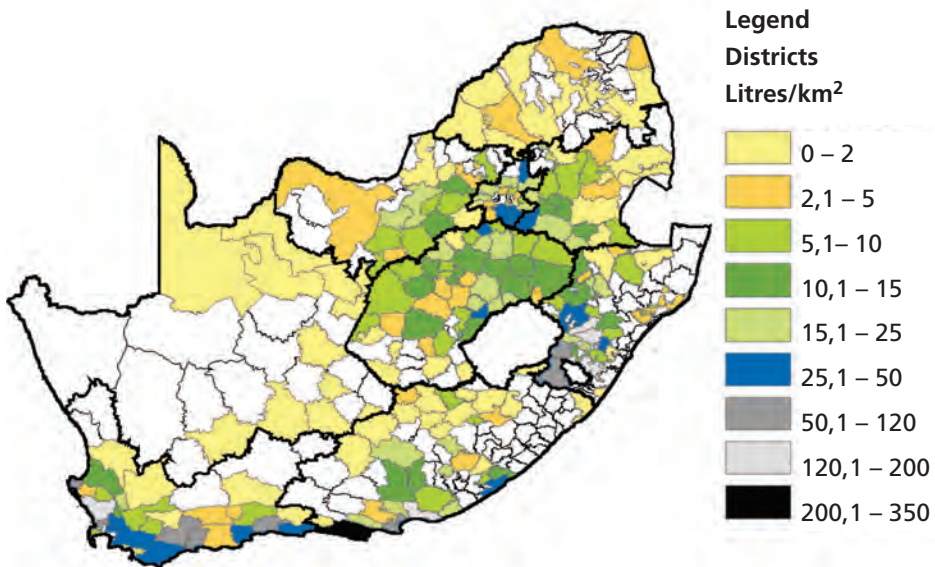 Legend
Districts
Litres/km²
0 – 2
2,1 – 5
5,1– 10
10,1 – 15
15,1 – 25
25,1 – 50
50,1 – 120
120,1 – 200
200,1 – 350